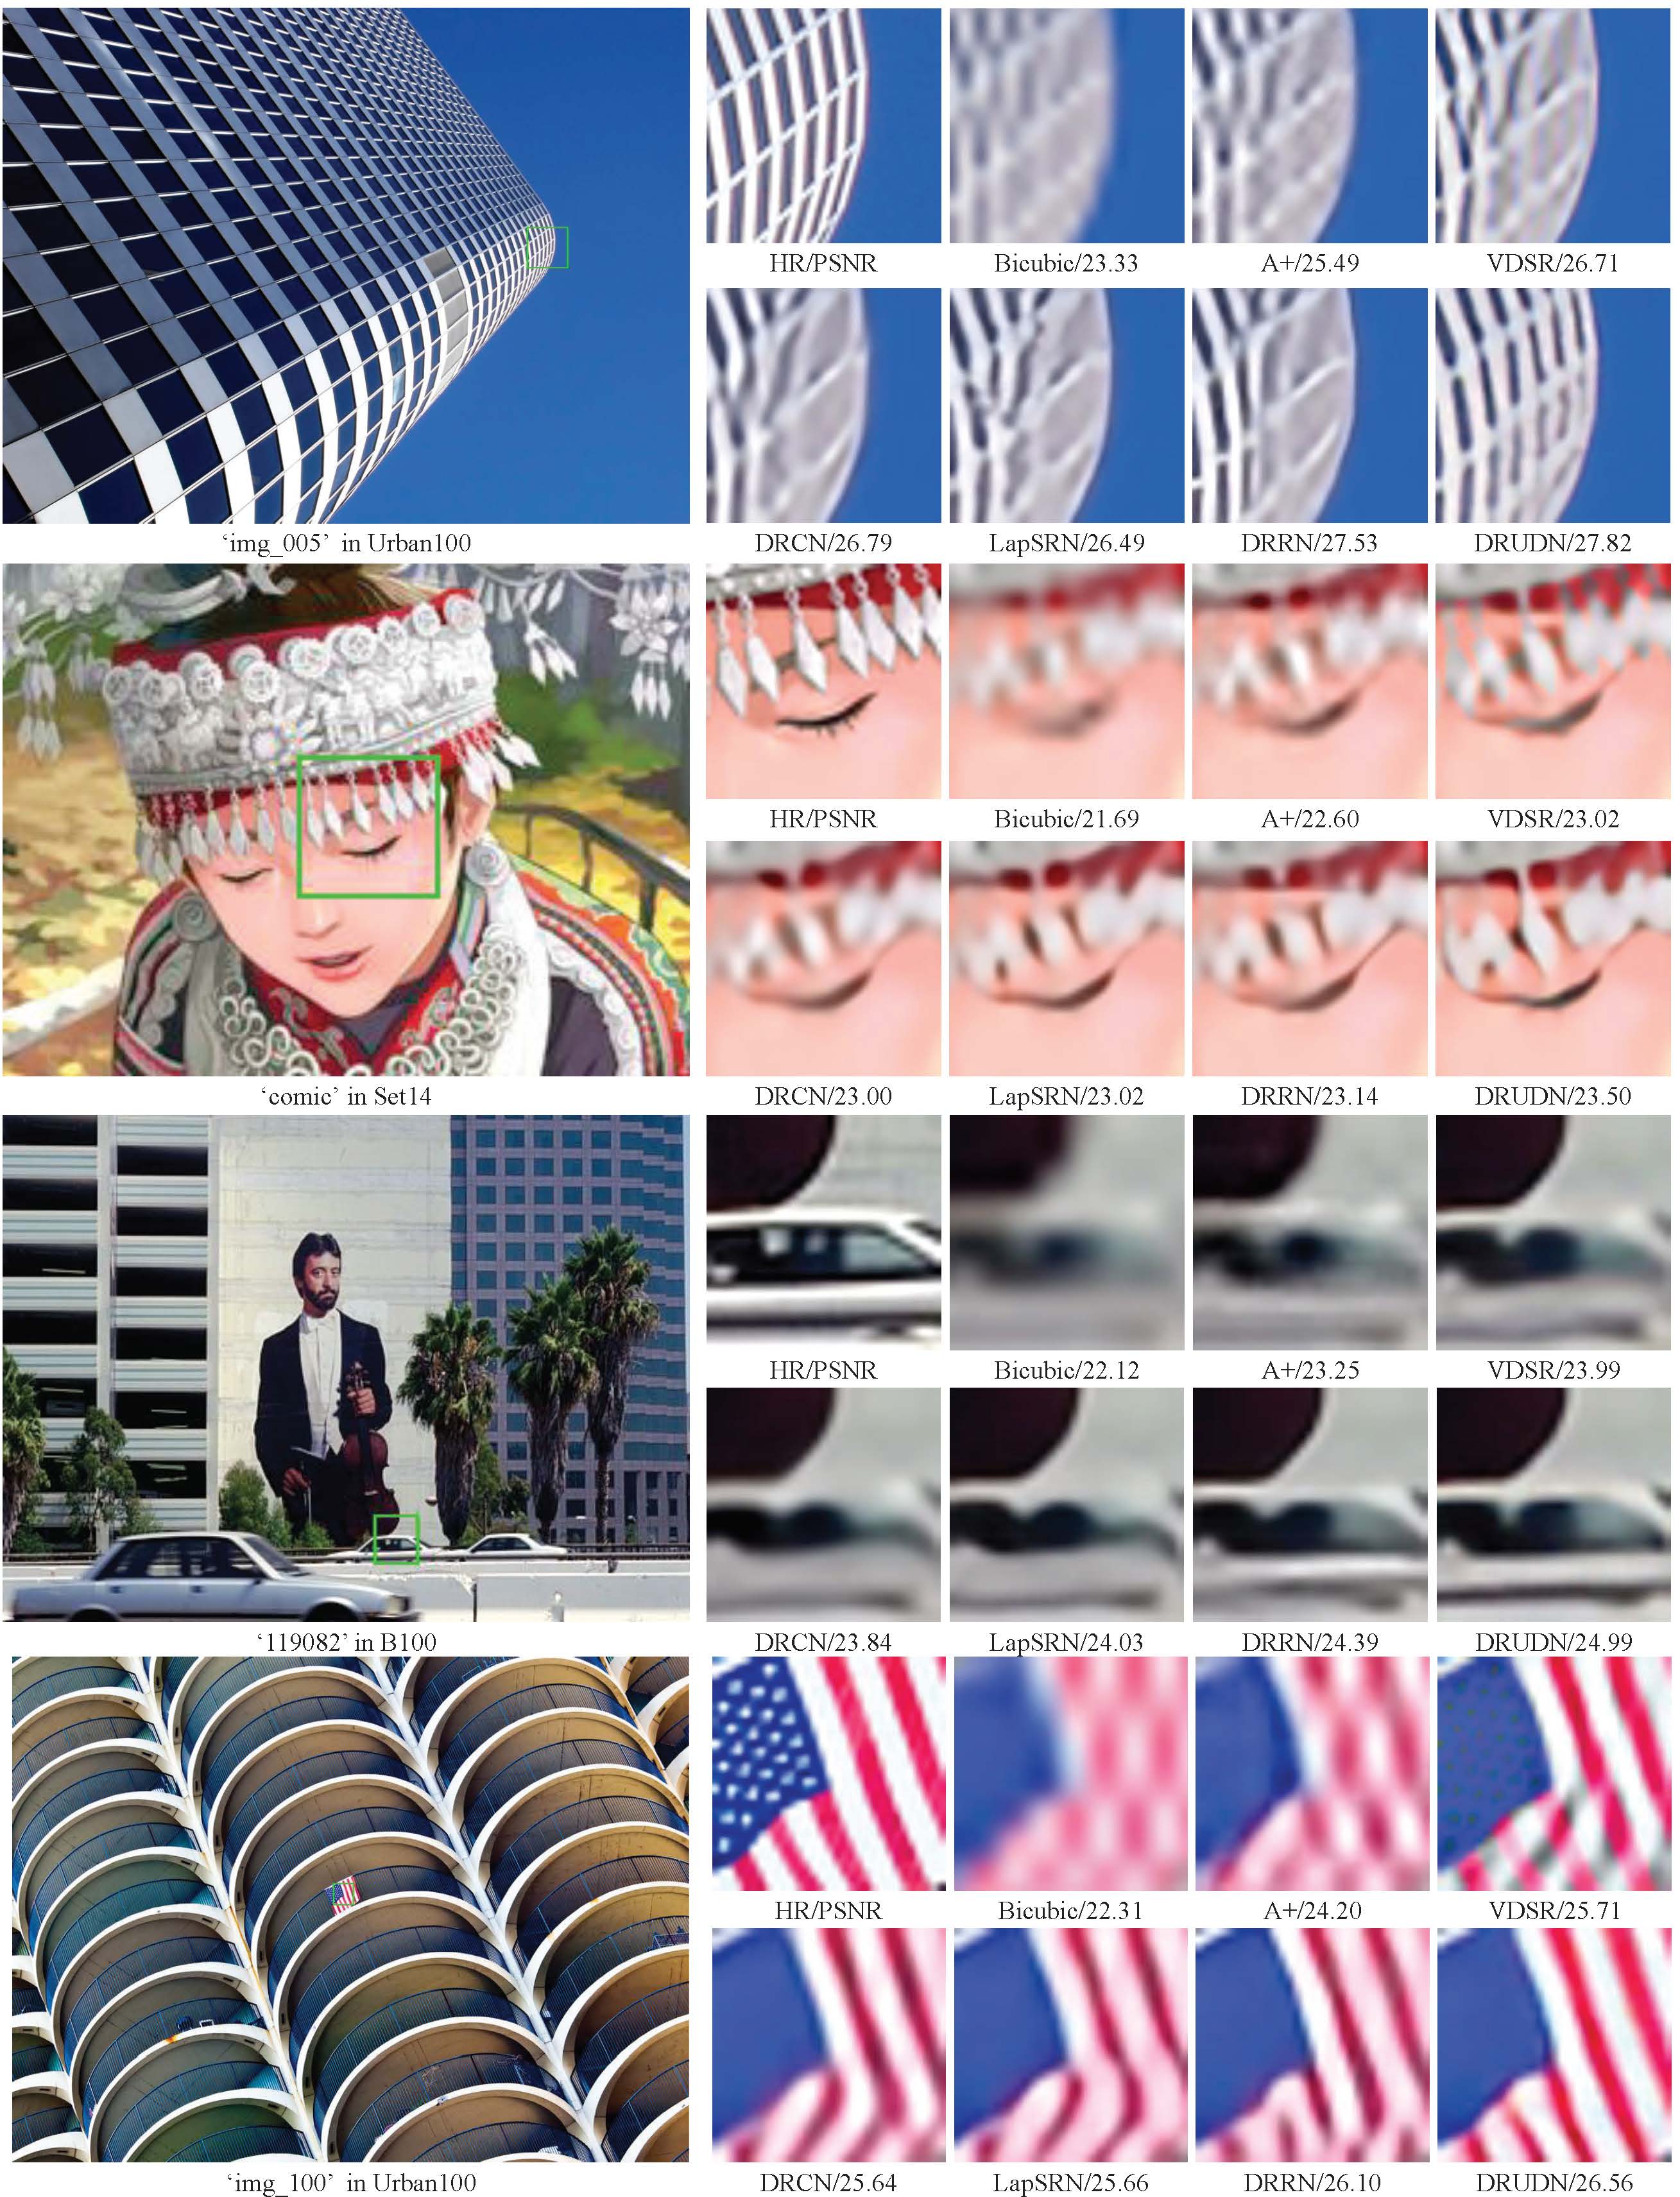 HR/PSNR Bicubic/23.33 A+/25.49 VDSR/26.71
DRCN/26.79 LapSRN/26.49 DRRN/27.53 DRUDN/27.82
‘img_005’ in Urban100
HR/PSNR Bicubic/21.69 A+/22.60 VDSR/23.02
DRCN/23.00 LapSRN/23.02 DRRN/23.14 DRUDN/23.50
‘comic’ in Set14
HR/PSNR Bicubic/22.12 A+/23.25 VDSR/23.99
DRCN/23.84 LapSRN/24.03 DRRN/24.39 DRUDN/24.99
‘119082’ in B100
HR/PSNR Bicubic/22.31 A+/24.20 VDSR/25.71
DRCN/25.64 LapSRN/25.66 DRRN/26.10 DRUDN/26.56
‘img_100’ in Urban100